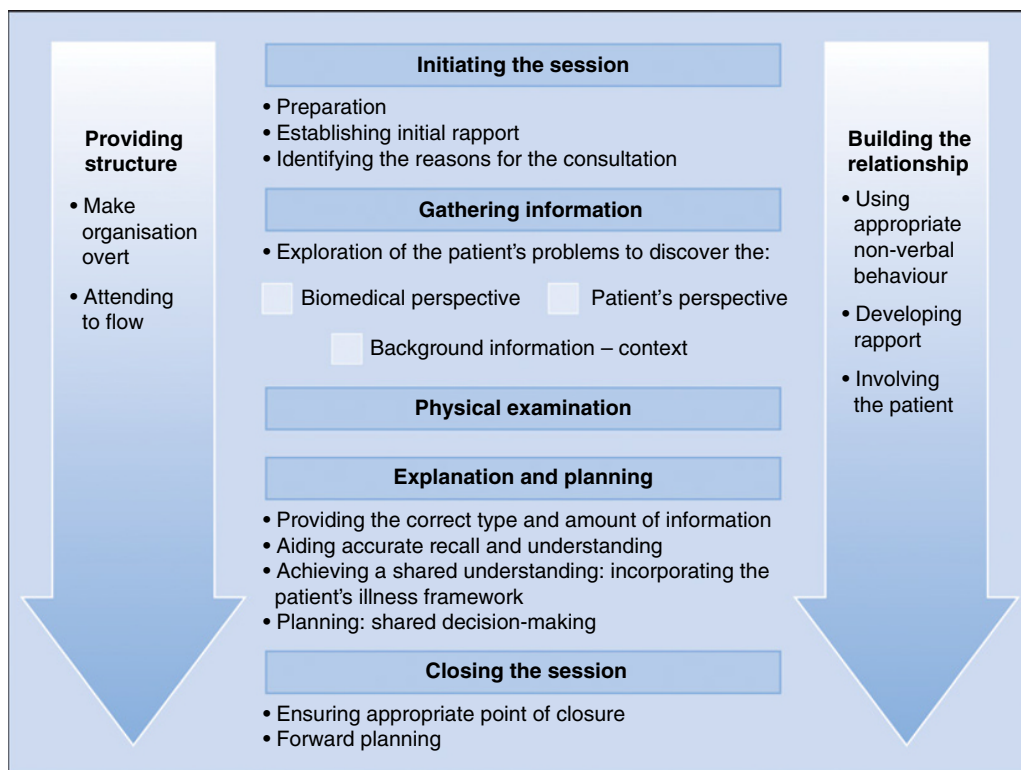 Providing
structure
• Make
organisation
overt
• Attending
to flow
Initiating the session
• Preparation
• Establishing initial rapport
• Identifying the reasons for the consultation
Gathering information
• Exploration of the patient's problems to discover the:
Biomedical perspective
Patient's perspective
Background information – context
Physical examination
Explanation and planning
• Providing the correct type and amount of information
• Aiding accurate recall and understanding
• Achieving a shared understanding: incorporating the
patient's illness framework
• Planning: shared decision-making
Closing the session
• Ensuring appropriate point of closure
• Forward planning
Building the
relationship
• Using
appropriate
non-verbal
behaviour
• Developing
rapport
• Involving
the patient